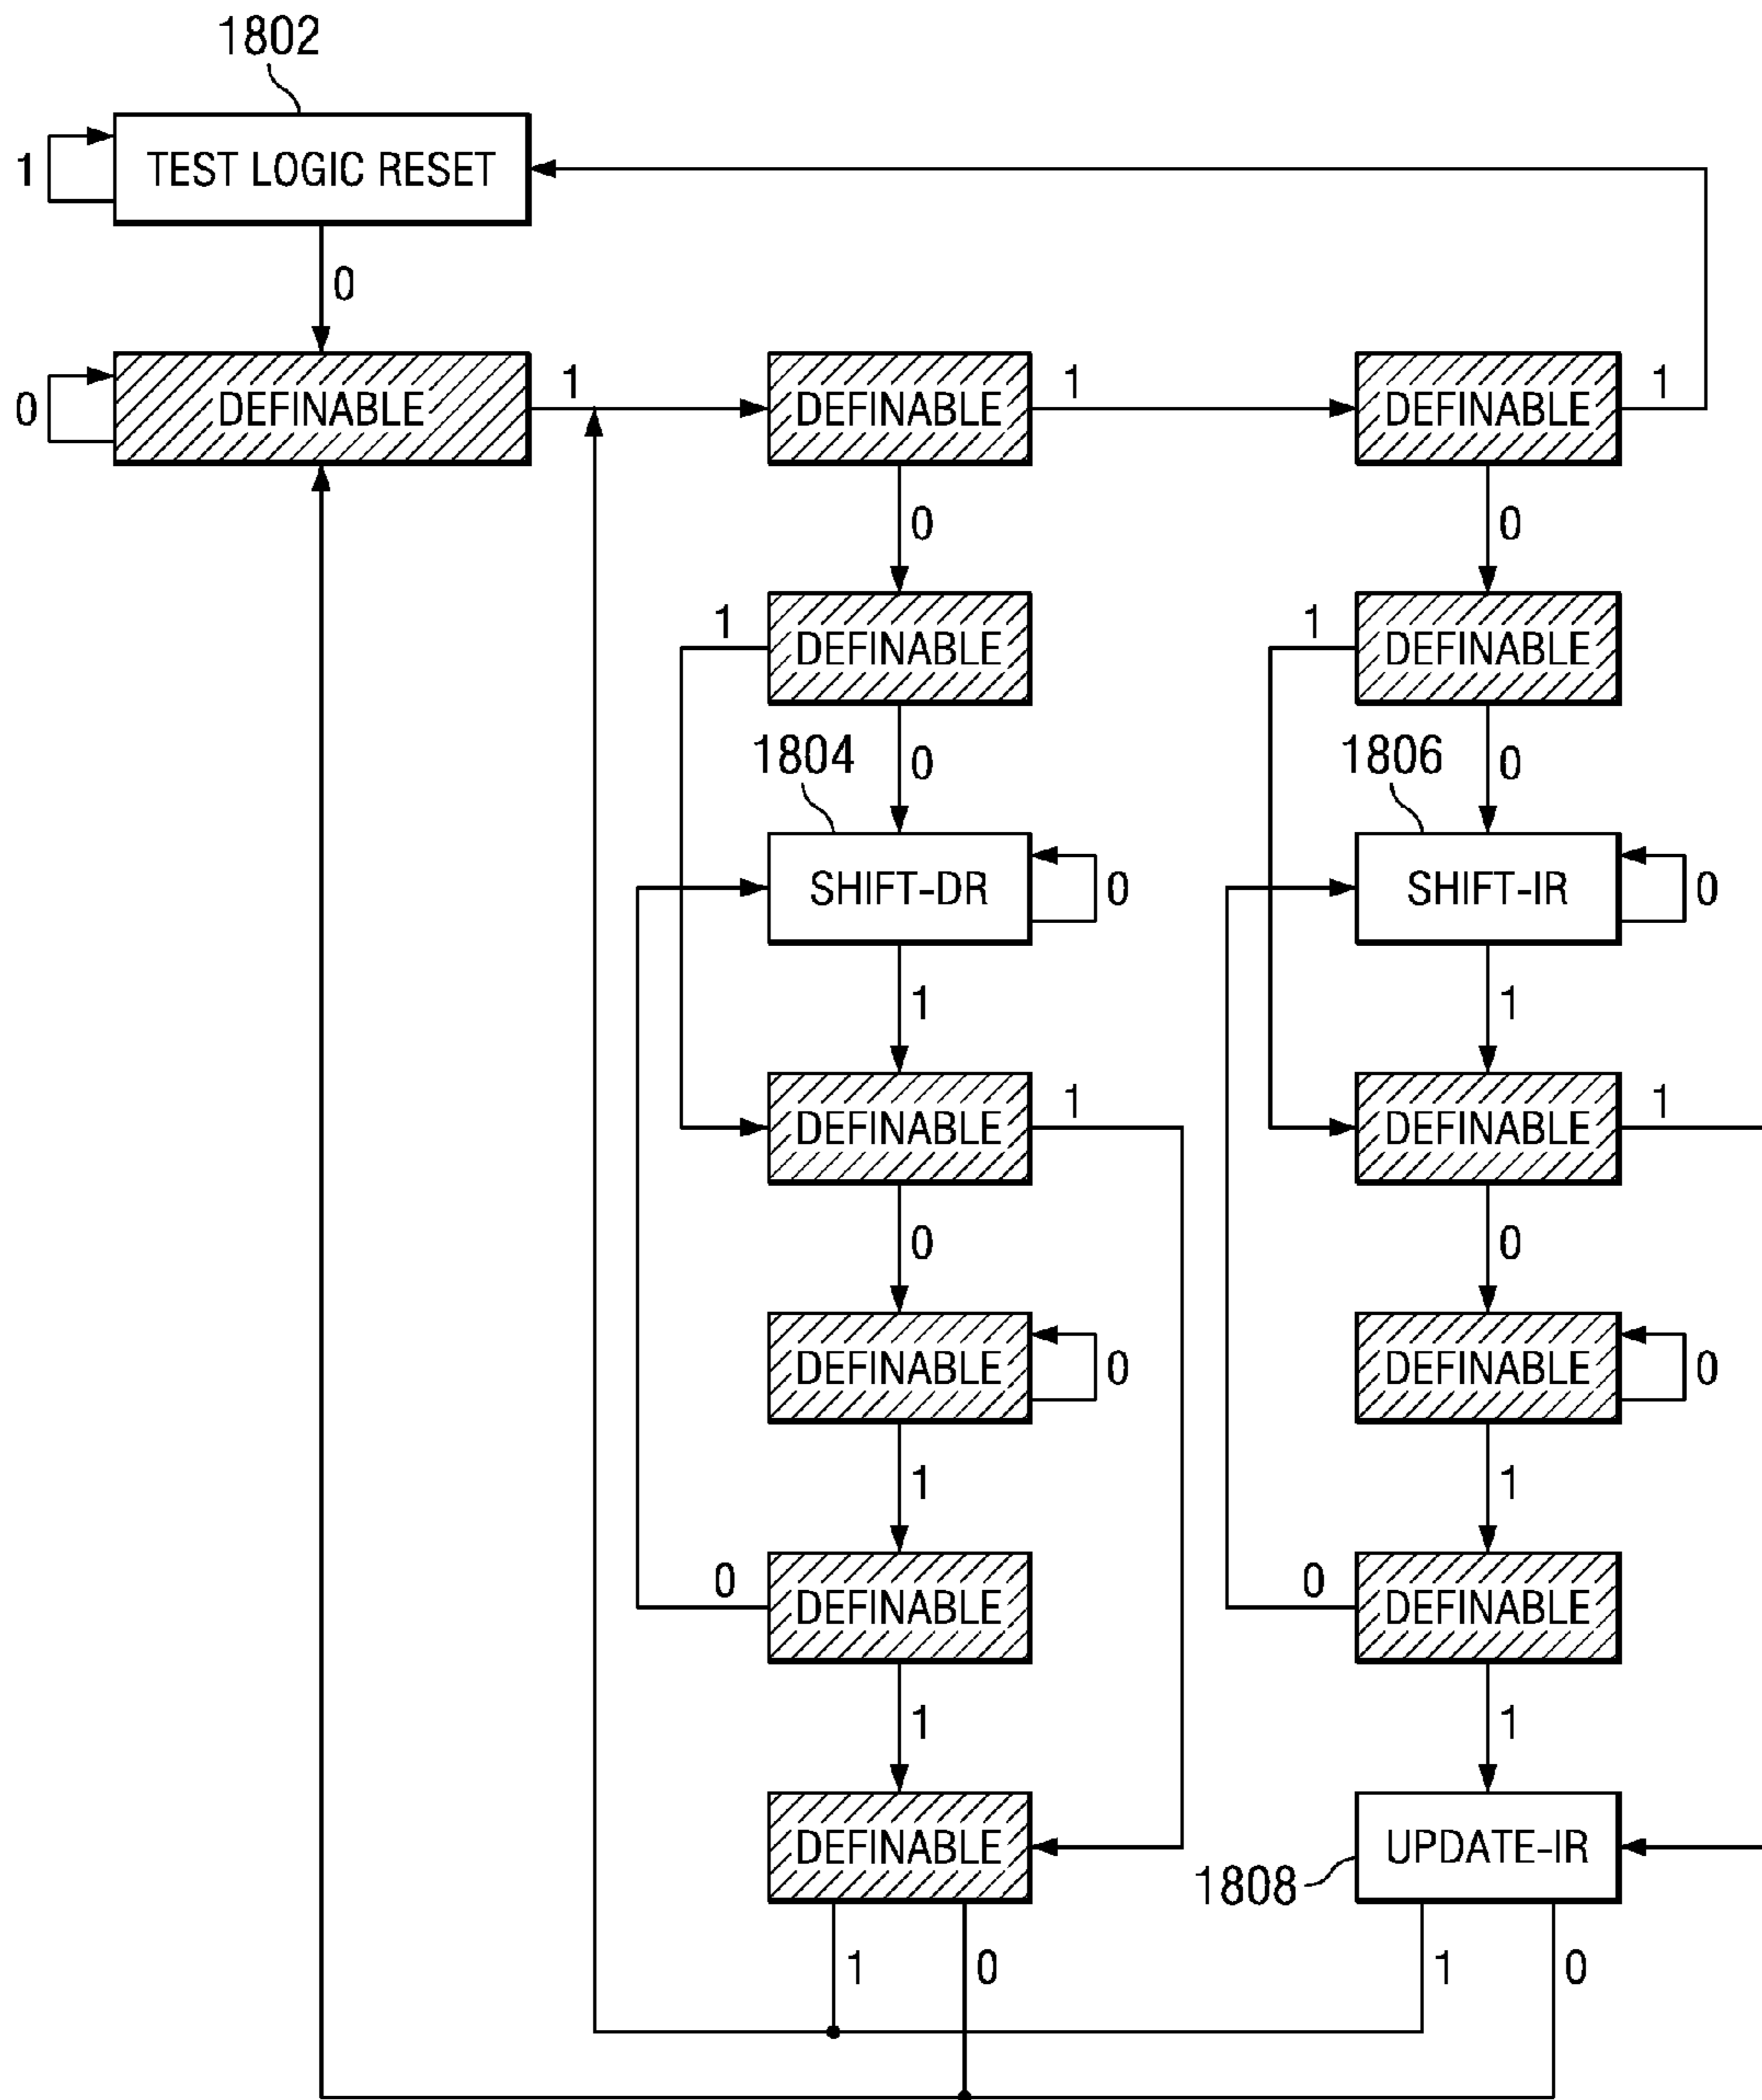 1802
1
TEST LOGIC RESET
0
0
DEFINABLE
1
DEFINABLE
1
DEFINABLE
1
0
0
1
DEFINABLE
1
DEFINABLE
1804
0
1806
0
SHIFT-DR
0
SHIFT-IR
0
1
1
DEFINABLE
1
DEFINABLE
1
0
0
DEFINABLE
0
DEFINABLE
0
1
1
0
DEFINABLE
0
DEFINABLE
1
1
DEFINABLE
UPDATE-IR
1808
1
0
1
0